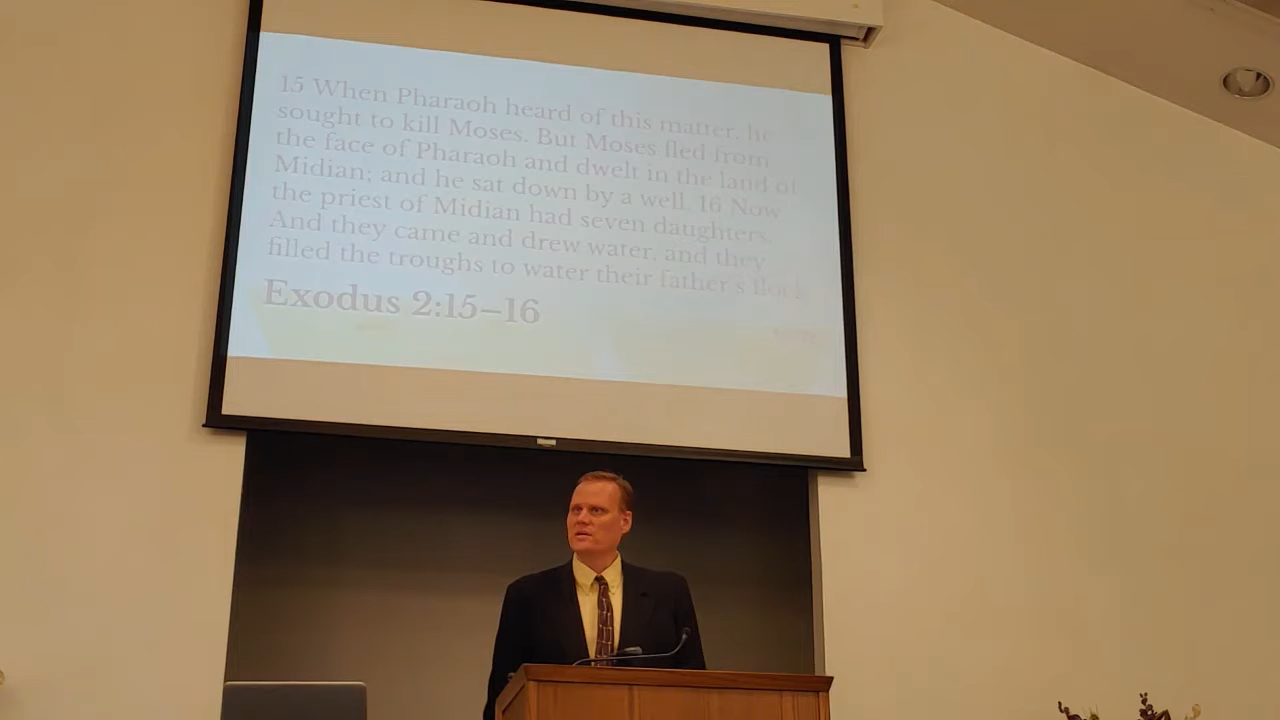 15 When Pharaoh heard of this matter, he
sought to kill Moses. But Moses fled from
the face of Pharaoh and dwelt in the land of
Midian; and he sat down by a well. 16 Now
the priest of Midian had seven daughters.
And they came and drew water, and they
filled the troughs to water their father's flock
Exodus 2:15–16